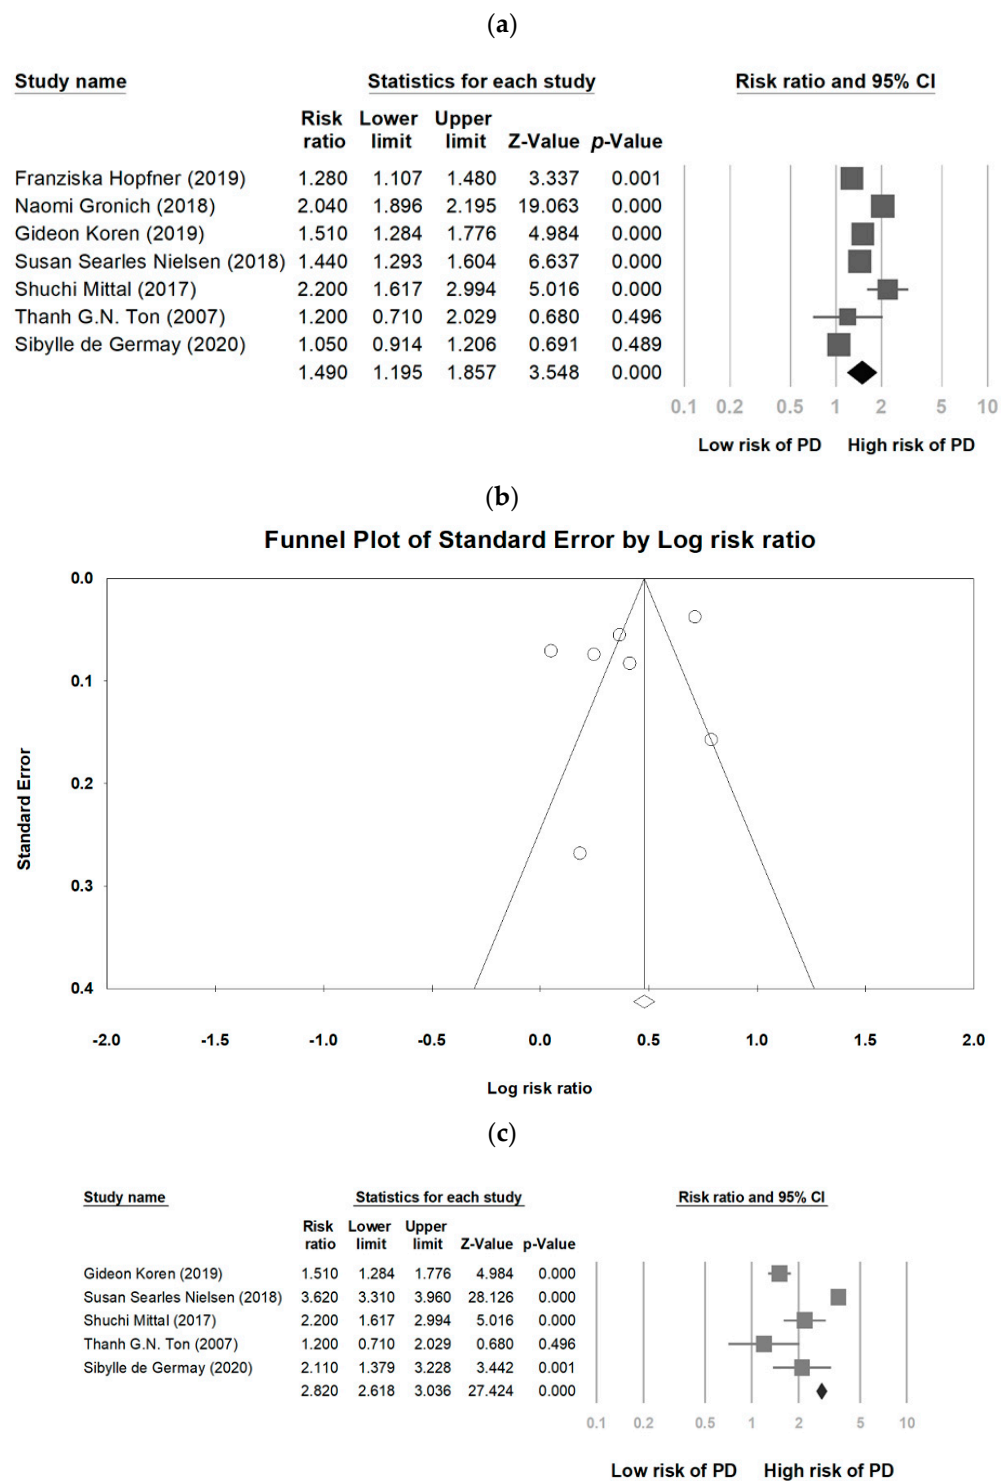 (a)
Study name Statistics for each study Risk ratio and 95% CI
Risk Lower Upper
ratio limit limit Z-Value p-Value
Franziska Hopfner (2019) 1.280 1.107 1.480 3.337 0.001
Naomi Gronich (2018) 2.040 1.896 2.195 19.063 0.000
Gideon Koren (2019) 1.510 1.284 1.776 4.984 0.000
Susan Searles Nielsen (2018) 1.440 1.293 1.604 6.637 0.000
Shuchi Mittal (2017) 2.200 1.617 2.994 5.016 0.000
Thanh G.N. Ton (2007) 1.200 0.710 2.029 0.680 0.496
Sibylle de Germay (2020) 1.050 0.914 1.206 0.691 0.489
1.490 1.195 1.857 3.548 0.000
0.1 0.2 0.5 1 2 5 10
Low risk of PD High risk of PD
(b)
Funnel Plot of Standard Error by Log risk ratio
0.0
0.1
0.2
0.3
0.4
Standard Error
-2.0 -1.5 -1.0 -0.5 0.0 0.5 1.0 1.5 2.0
Log risk ratio
(c)
Study name Statistics for each study Risk ratio and 95% CI
Risk Lower Upper
ratio limit limit Z-Value p-Value
Gideon Koren (2019) 1.510 1.284 1.776 4.984 0.000
Susan Searles Nielsen (2018) 3.620 3.310 3.960 28.126 0.000
Shuchi Mittal (2017) 2.200 1.617 2.994 5.016 0.000
Thanh G.N. Ton (2007) 1.200 0.710 2.029 0.680 0.496
Sibylle de Germay (2020) 2.110 1.379 3.228 3.442 0.001
2.820 2.618 3.036 27.424 0.000
0.1 0.2 0.5 1 2 5 10
Low risk of PD High risk of PD